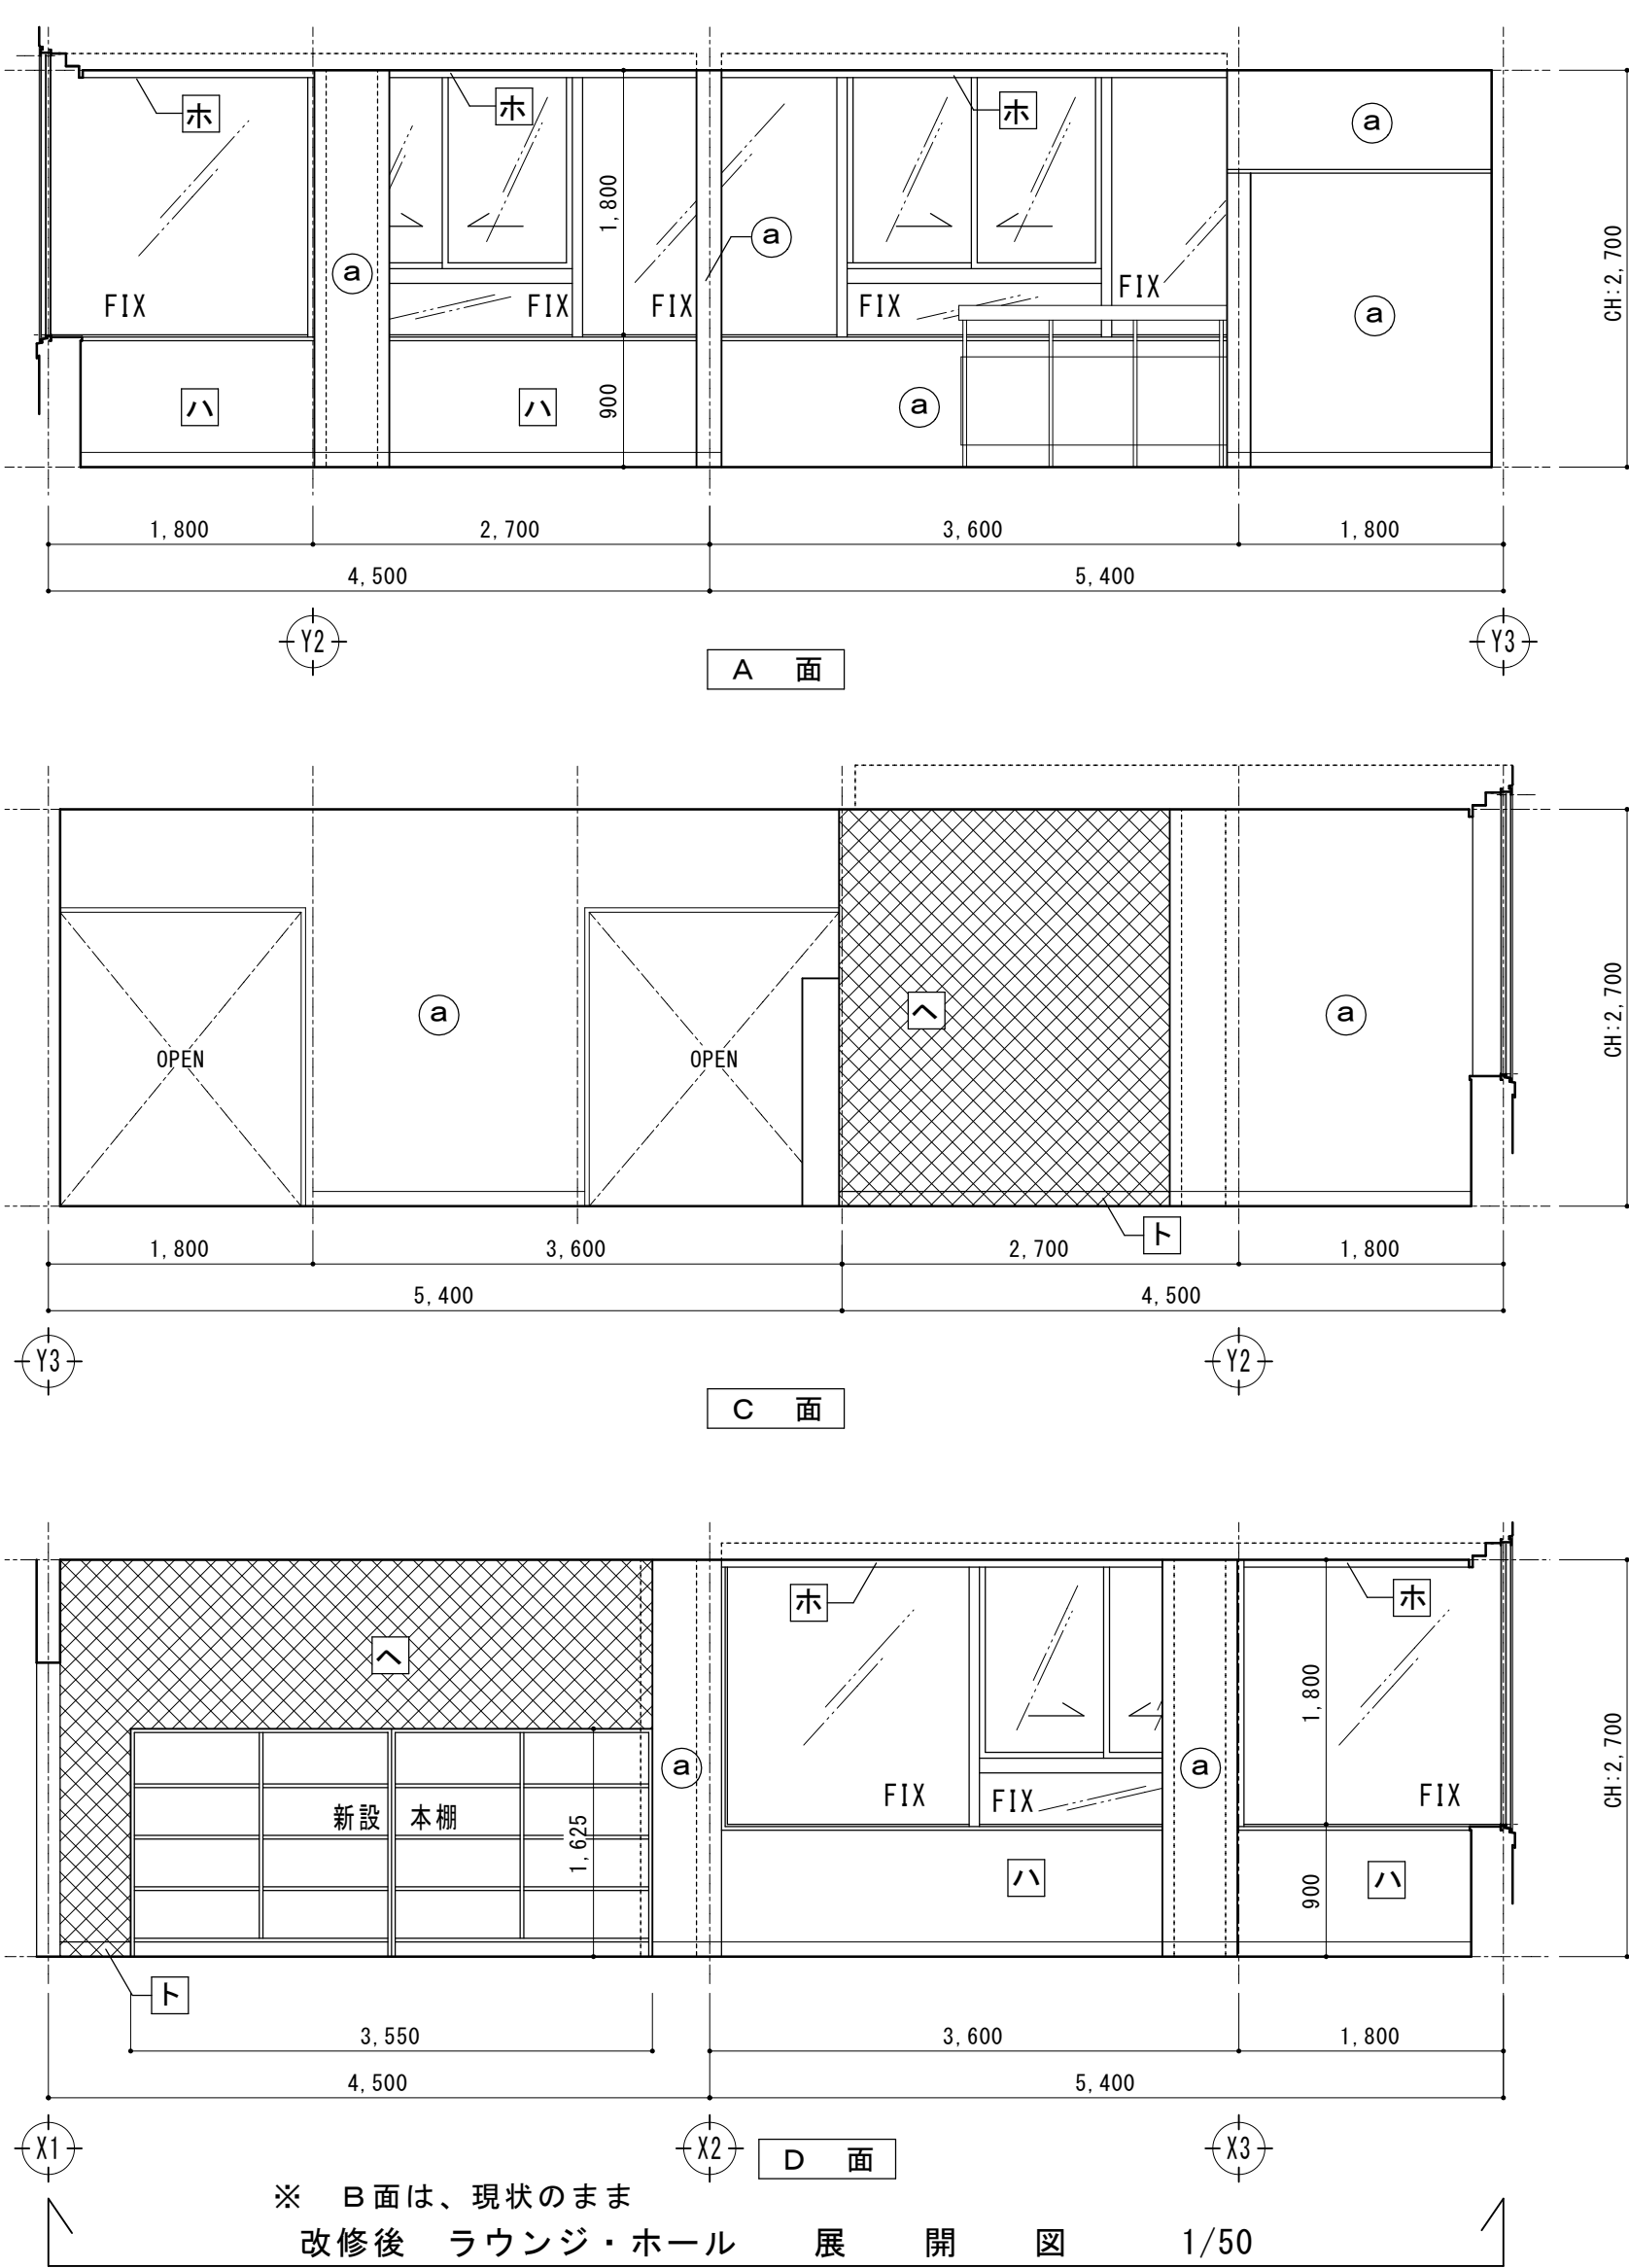 ホ ホ ホ ⓐ
1,800 ⓐ
ⓐ
FIX FIX FIX FIX FIX ⓐ
CH:2,700
ハ ハ 900 ⓐ
1,800 2,700 3,600 1,800
4,500 5,400
Y2 Y3
A 面
ヘ ⓐ ⓐ
CH:2,700
OPEN OPEN
ト
1,800 3,600 2,700 1,800
5,400 4,500
Y3 Y2
C 面
ホ ホ
ヘ
1,800
ⓐ ⓐ
CH:2,700
FIX FIX FIX
新設 本棚
1,625
ハ ハ
900
ト
3,550 3,600 1,800
4,500 5,400
X1 X2 X3
D 面
※ B面は、現状のまま
改修後 ラウンジ・ホール 展 開 図 1/50